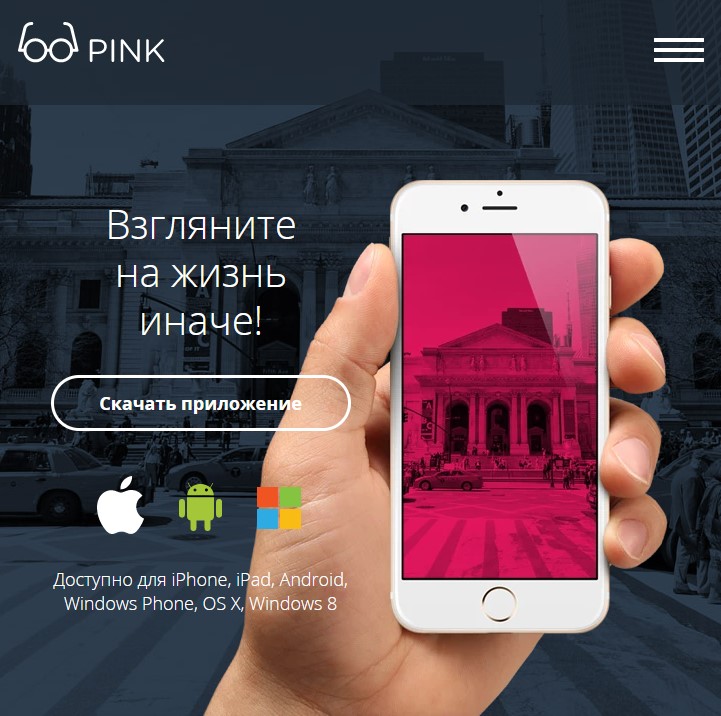 PINK
Взгляните
на жизнь
иначе!
Скачать приложение
Доступно для iPhone, iPad, Android,
Windows Phone, OS X, Windows 8